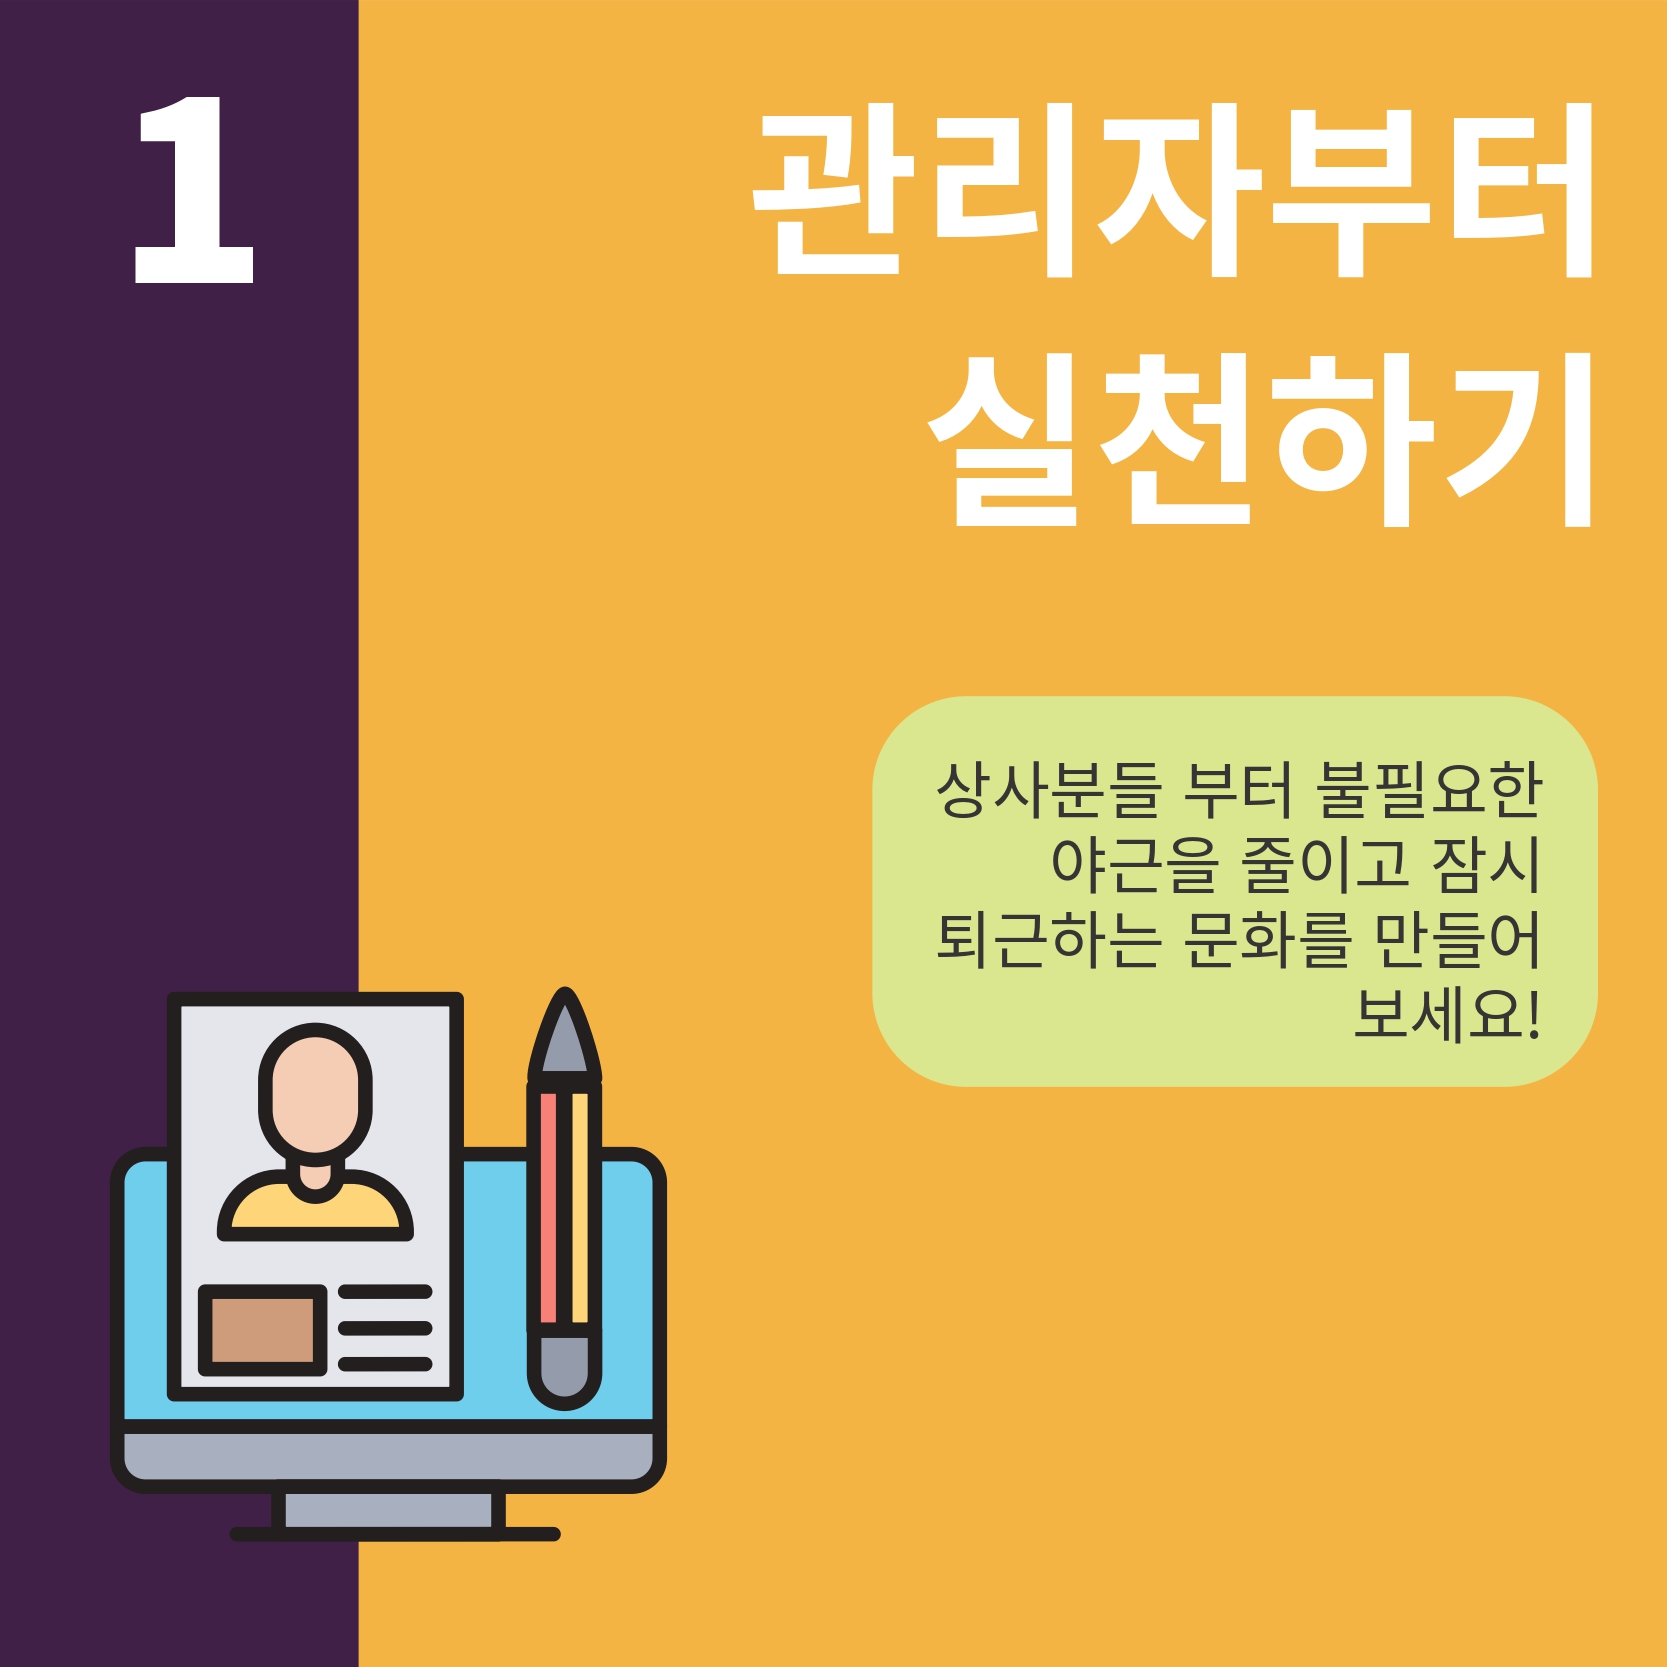 1
관리자부터
실천하기
상사분들 부터 불필요한
야근을 줄이고 잠시
퇴근하는 문화를 만들어
보세요!